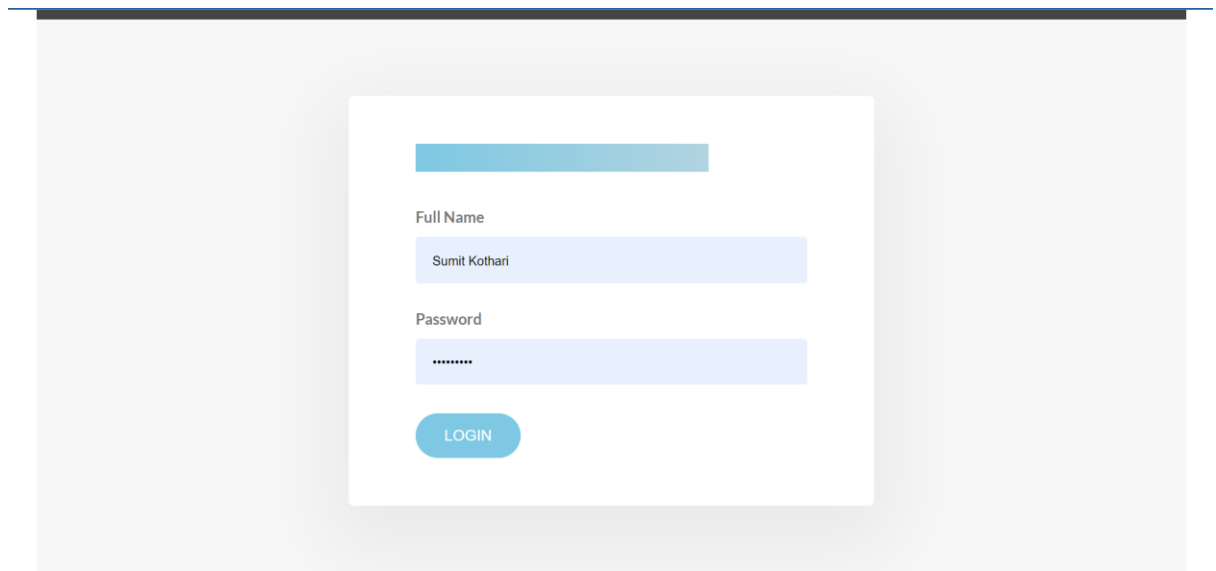 Full Name
Sumit Kothari
Password
•••••••••
LOGIN